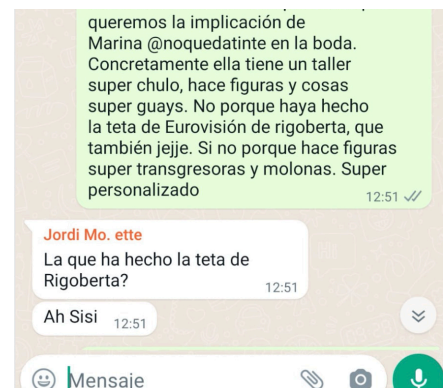 queremos la implicación de
Marina @noquedatinte en la boda.
Concretamente ella tiene un taller
super chulo, hace figuras y cosas
super guays. No porque haya hecho
la teta de Eurovisión de rigoberta, que
también jejje. Si no porque hace figuras
super transgresoras y molonas. Super
personalizado
12:51
Jordi Mo. ette
La que ha hecho la teta de
Rigoberta?
12:51
Ah Sisi 12:51
Mensaje